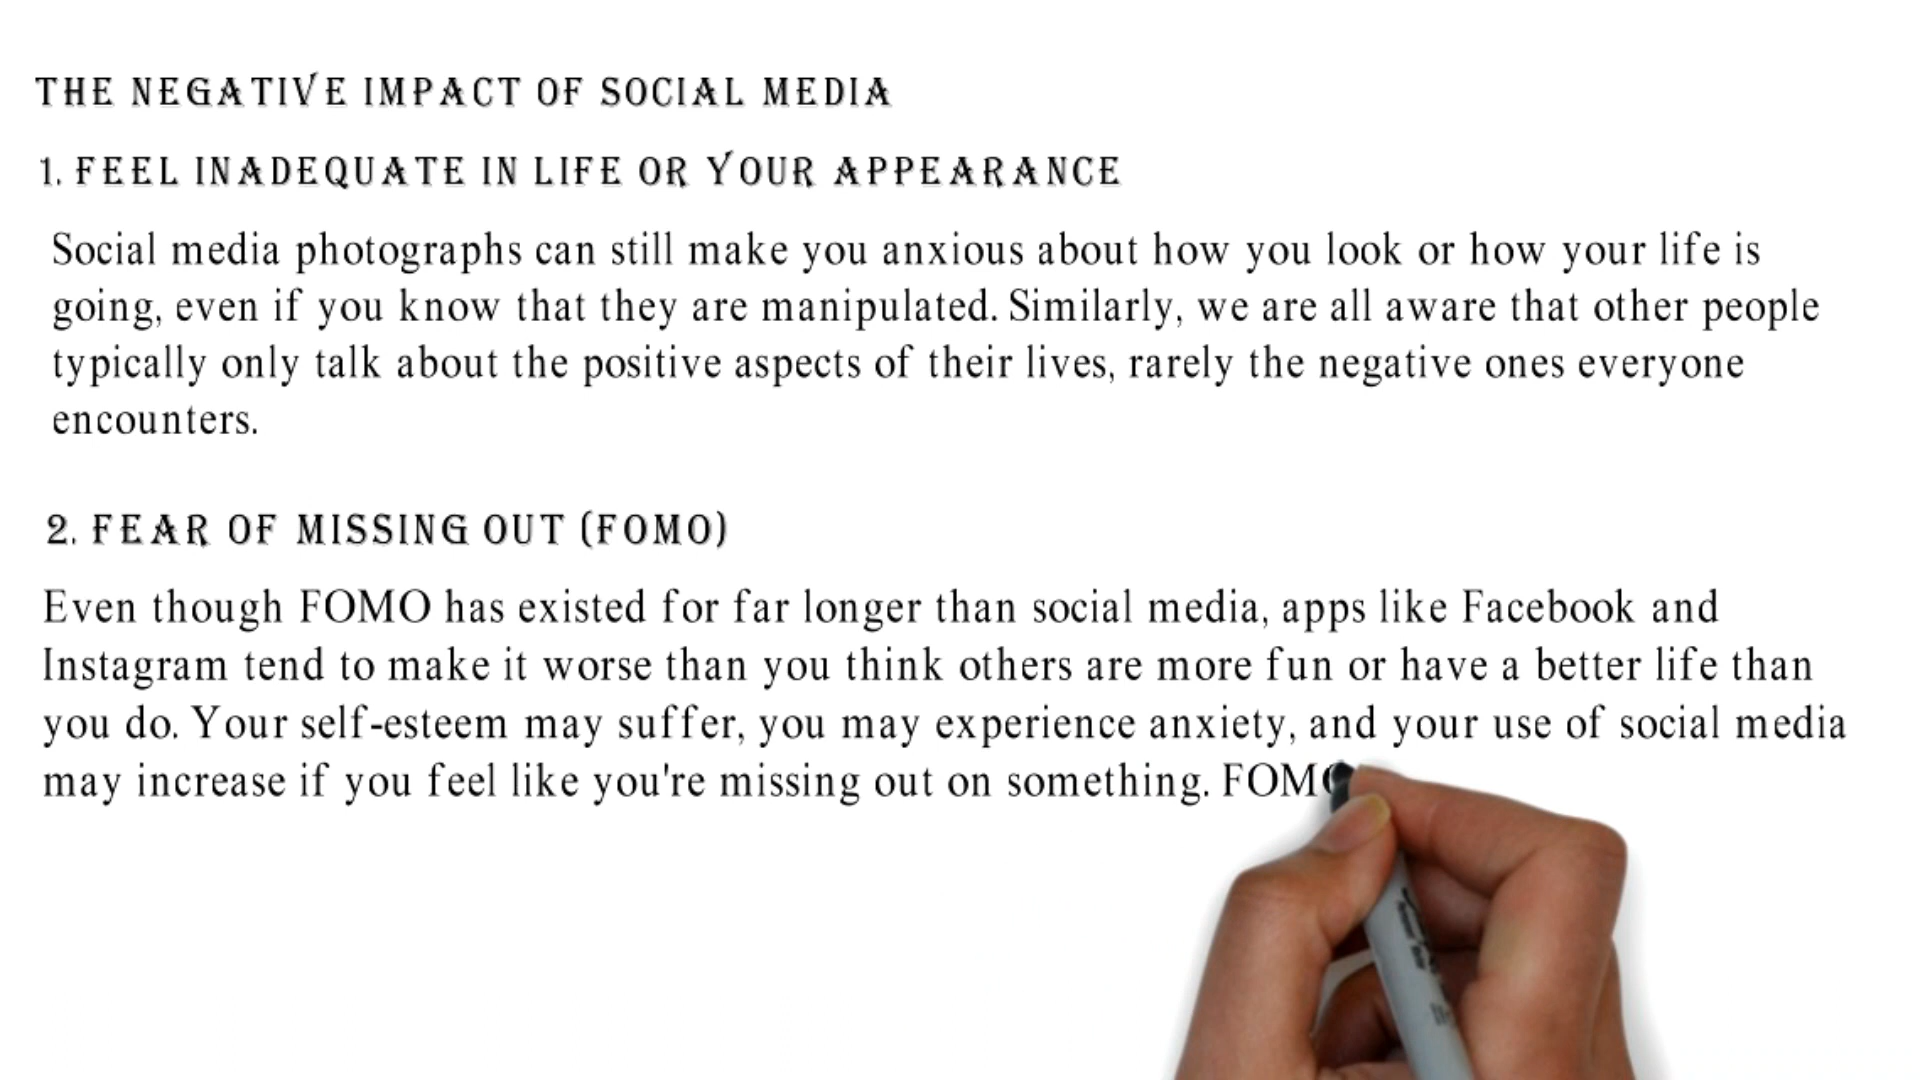 THE NEGATIVE IMPACT OF SOCIAL MEDIA
1. FEEL INADEQUATE IN LIFE OR YOUR APPEARANCE
Social media photographs can still make you anxious about how you look or how your life is
going, even if you know that they are manipulated. Similarly, we are all aware that other people
typically only talk about the positive aspects of their lives, rarely the negative ones everyone
encounters.
2. FEAR OF MISSING OUT (FOMO)
Even though FOMO has existed for far longer than social media, apps like Facebook and
Instagram tend to make it worse than you think others are more fun or have a better life than
you do. Your self-esteem may suffer, you may experience anxiety, and your use of social media
may increase if you feel like you're missing out on something. FOMO